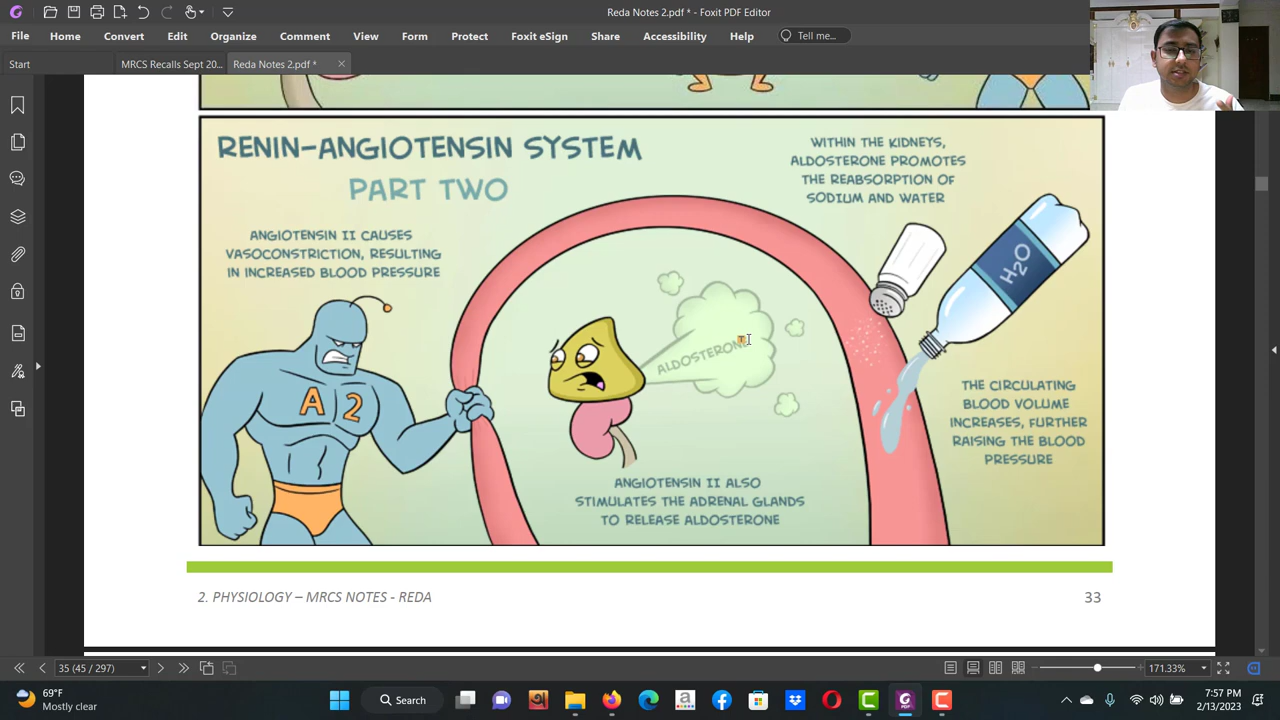 Reda Notes 2.pdf * - Foxit PDF Editor
File Home Convert Edit Organize Comment View Form Protect Foxit eSign Share Accessibility Help Tell me...
Start MRCS Recalls Sept 20... Reda Notes 2.pdf *
RENIN-ANGIOTENSIN SYSTEM
PART TWO
ANGIOTENSIN II CAUSES
VASOCONSTRICTION, RESULTING
IN INCREASED BLOOD PRESSURE
WITHIN THE KIDNEYS,
ALDOSTERONE PROMOTES
THE REABSORPTION OF
SODIUM AND WATER
H2O
ALDOSTERONE
A2
THE CIRCULATING
BLOOD VOLUME
INCREASES, FURTHER
RAISING THE BLOOD
PRESSURE
ANGIOTENSIN II ALSO
STIMULATES THE ADRENAL GLANDS
TO RELEASE ALDOSTERONE
2. PHYSIOLOGY – MRCS NOTES - REDA 33
35 (45 / 297) 171.33%
69°F
Mostly clear
Search
7:57 PM
2/13/2023